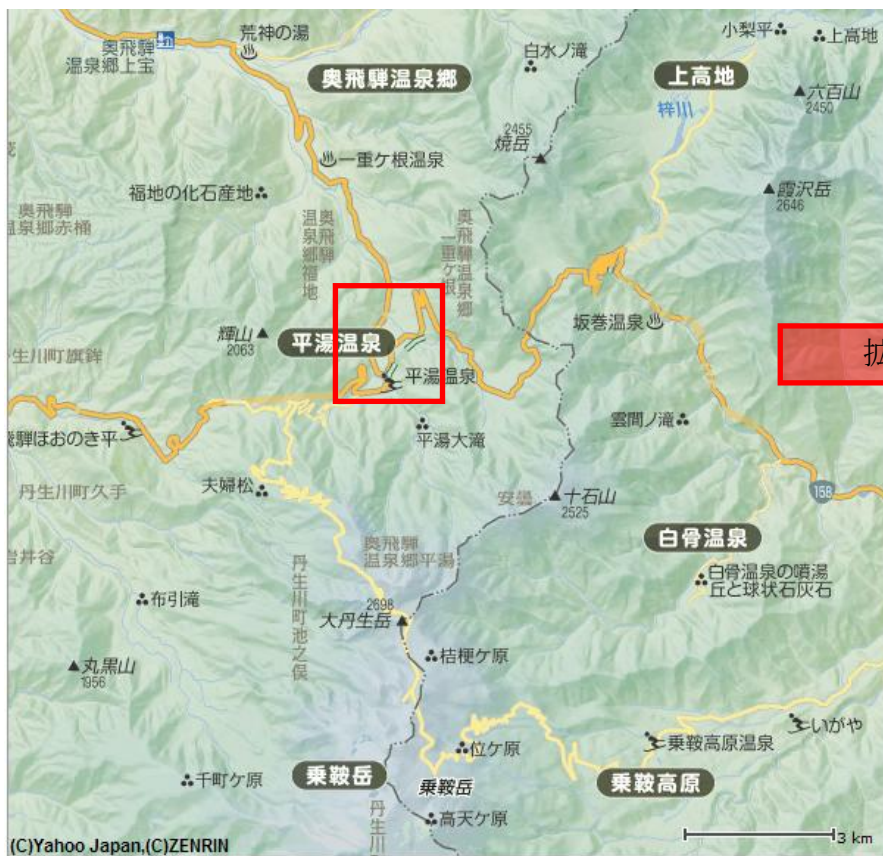 荒神の湯
奥飛騨
温泉郷上宝
白水ノ滝
小梨平
上高地
奥飛騨温泉郷
上高地
六百山
2450
梓川
2455
焼岳
一重ケ根温泉
福地の化石産地
霞沢岳
2646
奥飛騨
温泉郷赤桶
奥飛騨
温泉郷福地
奥飛騨温泉郷
一重ケ根
輝山
2063
平湯温泉
坂巻温泉
生川町旗鉾
平湯温泉
飛騨ほおのき平
平湯大滝
雲間ノ滝
丹生川町久手
夫婦松
安曇
十石山
2525
158
岩井谷
奥飛騨
温泉郷平湯
白骨温泉
白骨温泉の噴湯
丘と球状石灰石
布引滝
丹生川町池之俣
2698
大丹生岳
桔梗ケ原
丸黒山
1956
いがや
乗鞍高原温泉
位ケ原
千町ケ原
乗鞍岳
乗鞍岳
乗鞍高原
高天ケ原
丹生川
3 km
(C)Yahoo Japan,(C)ZENRIN